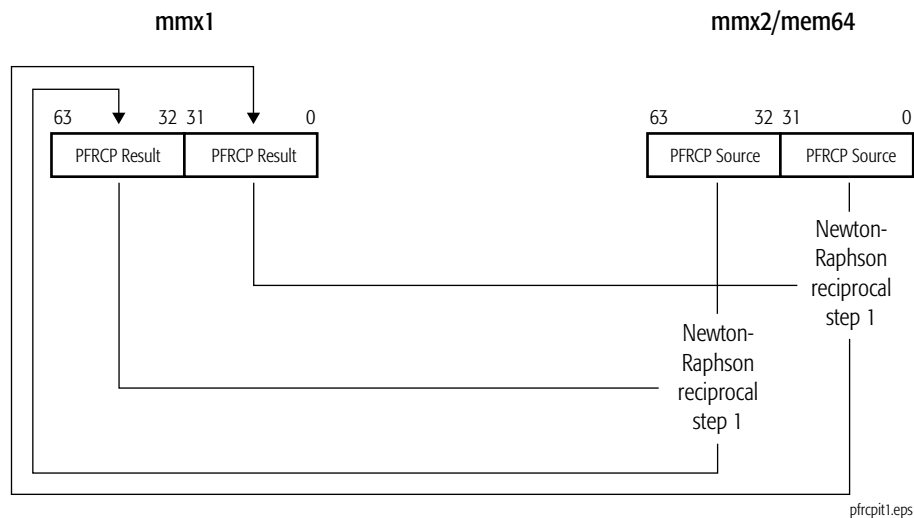 mmx1
mmx2/mem64
63 32 31 0
63 32 31 0
PFRCP Result PFRCP Result
PFRCP Source PFRCP Source
Newton-
Raphson
reciprocal
step 1
Newton-
Raphson
reciprocal
step 1
pfrcpit1.eps